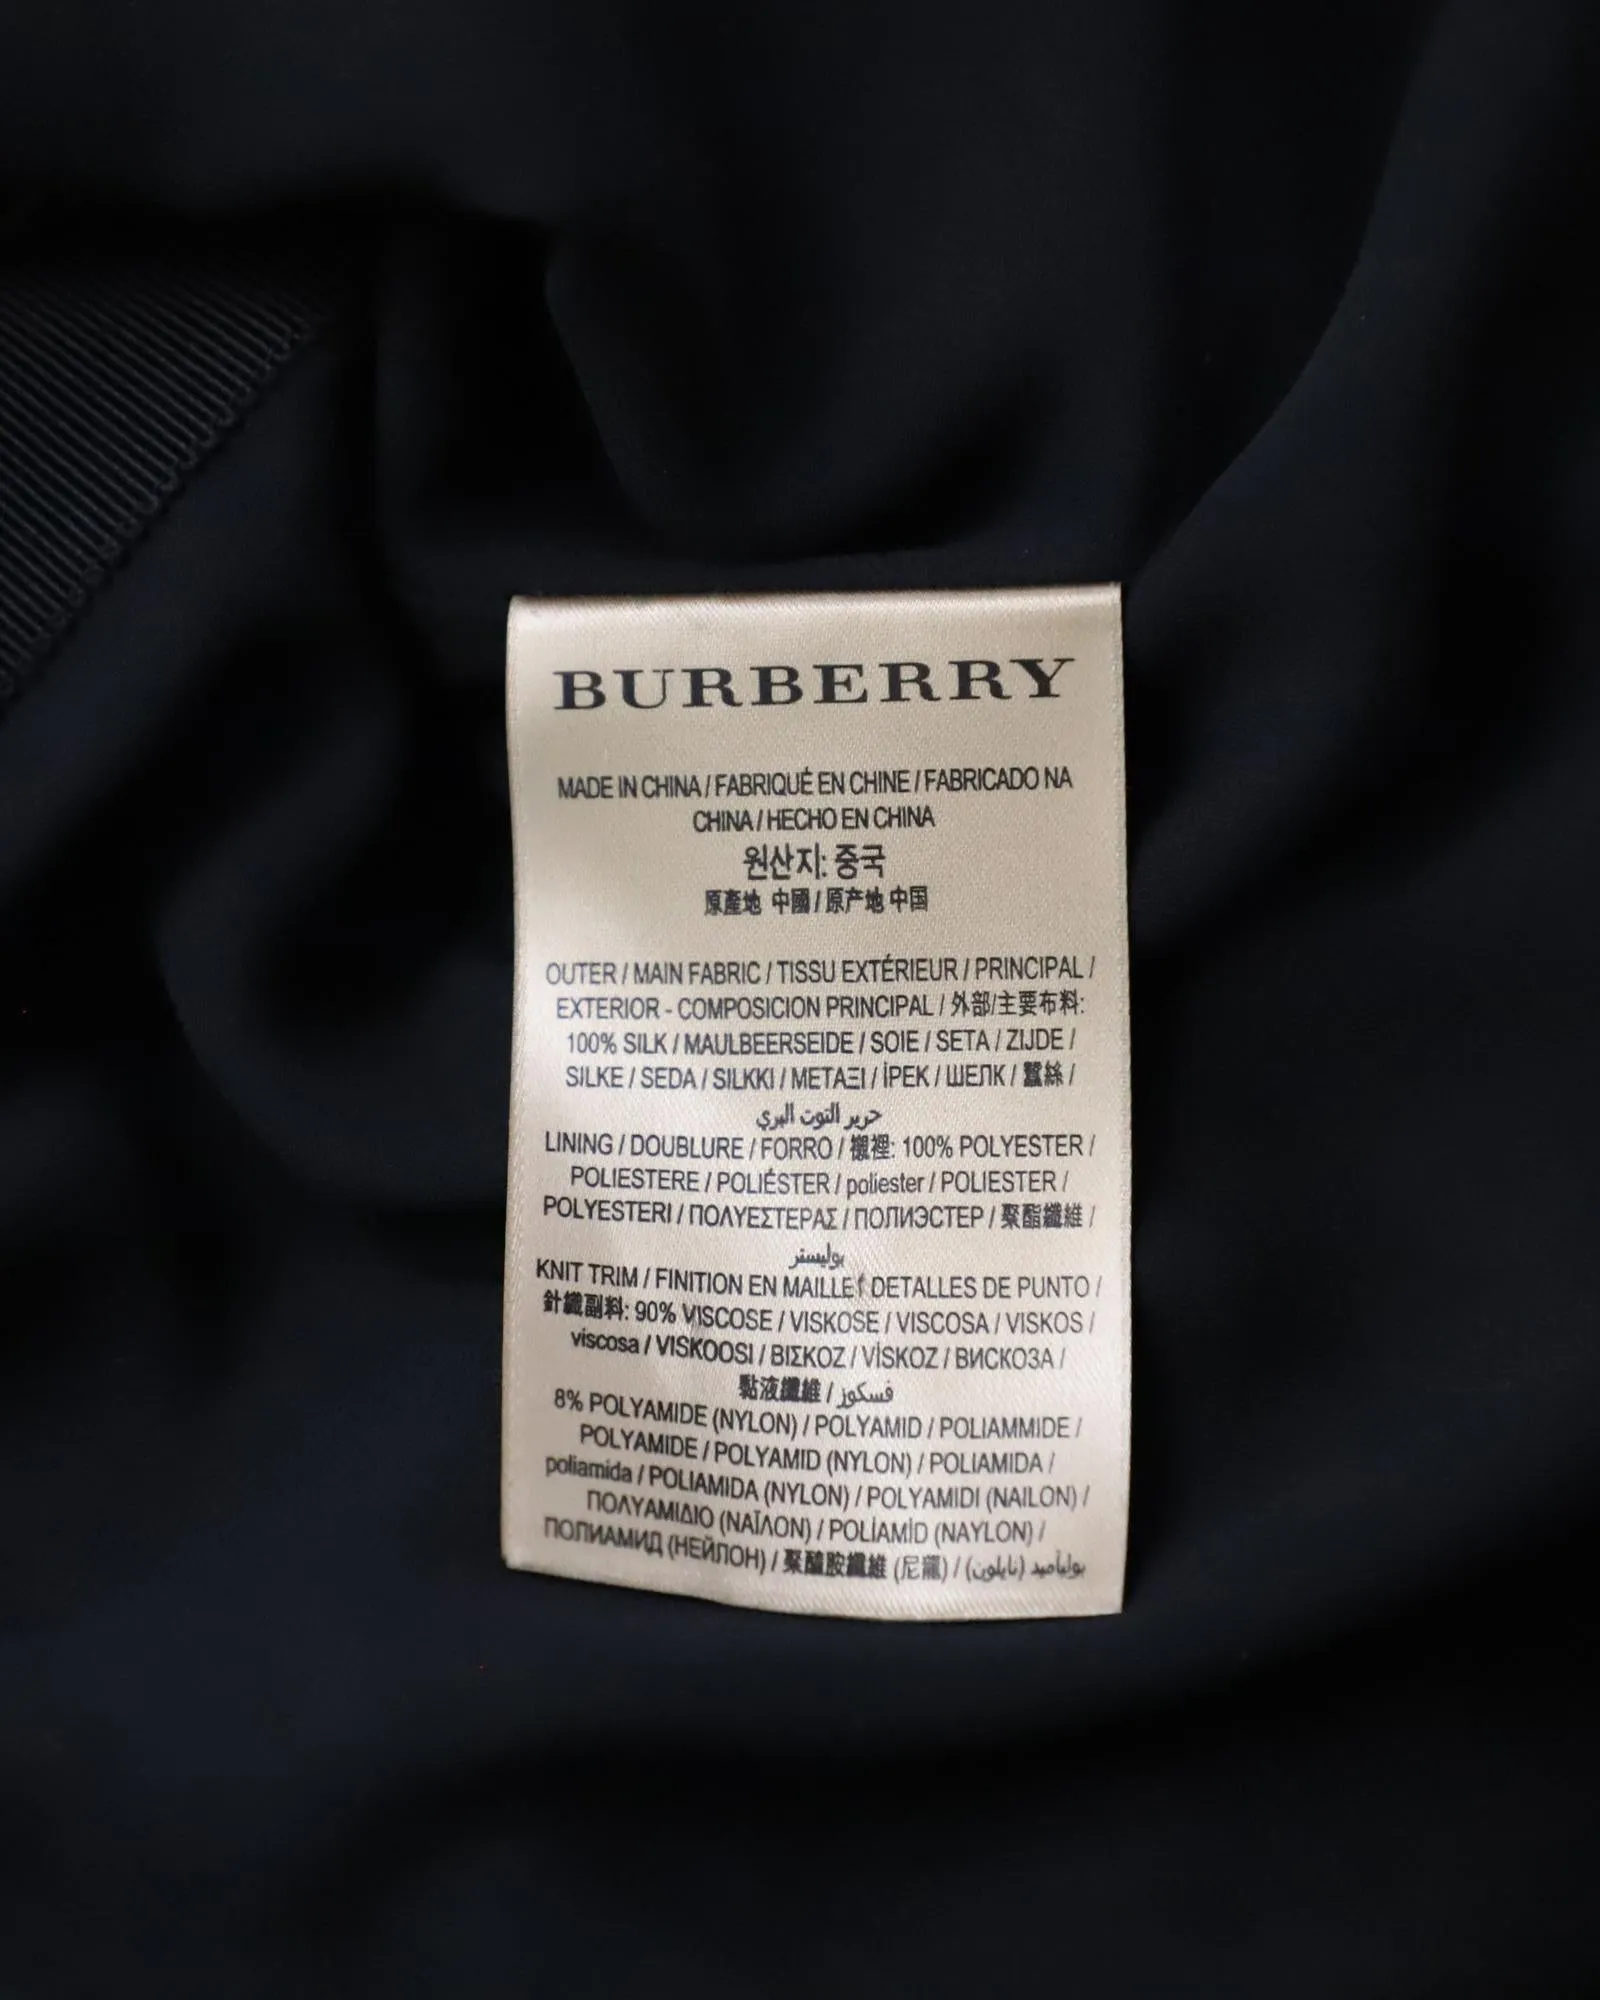 BURBERRY
MADE IN CHINA / FABRIQUÉ EN CHINE / FABRICADO NA
CHINA / HECHO EN CHINA
원산지: 중국
原產地 中國 / 原产地 中国
OUTER / MAIN FABRIC / TISSU EXTÉRIEUR / PRINCIPAL /
EXTERIOR - COMPOSICION PRINCIPAL / 外部/主要布料:
100% SILK / MAULBEERSEIDE / SOIE / SETA / ZIJDE /
SILKE / SEDA / SILKKI / ΜΕΤΑΞΙ / İPEK / ШЕЛК / 蠶絲 /
حرير التوت البري
LINING / DOUBLURE / FORRO / 襯裡: 100% POLYESTER /
POLIESTERE / POLIÉSTER / poliester / POLIESTER /
POLYESTERI / ΠΟΛΥΕΣΤΕΡΑΣ / ПОЛИЭСТЕР / 聚酯纖維 /
بوليستر
KNIT TRIM / FINITION EN MAILLE / DETALLES DE PUNTO /
針織副料: 90% VISCOSE / VISKOSE / VISCOSA / VISKOS /
viscosa / VISKOOSI / ΒΙΣΚΟΖ / VİSKOZ / ВИСКОЗА /
黏液纖維 / فسكوز
8% POLYAMIDE (NYLON) / POLYAMID / POLIAMMIDE /
POLYAMIDE / POLYAMID (NYLON) / POLIAMIDA /
poliamida / POLIAMIDA (NYLON) / POLYAMIDI (NAILON) /
ΠΟΛΥΑΜΙΔΙΟ (ΝΑΪΛΟΝ) / POLİAMİD (NAYLON) /
ПОЛИАМИД (НЕЙЛОН) / 聚醯胺纖維 (尼龍) / بوليأميد (نايلون)